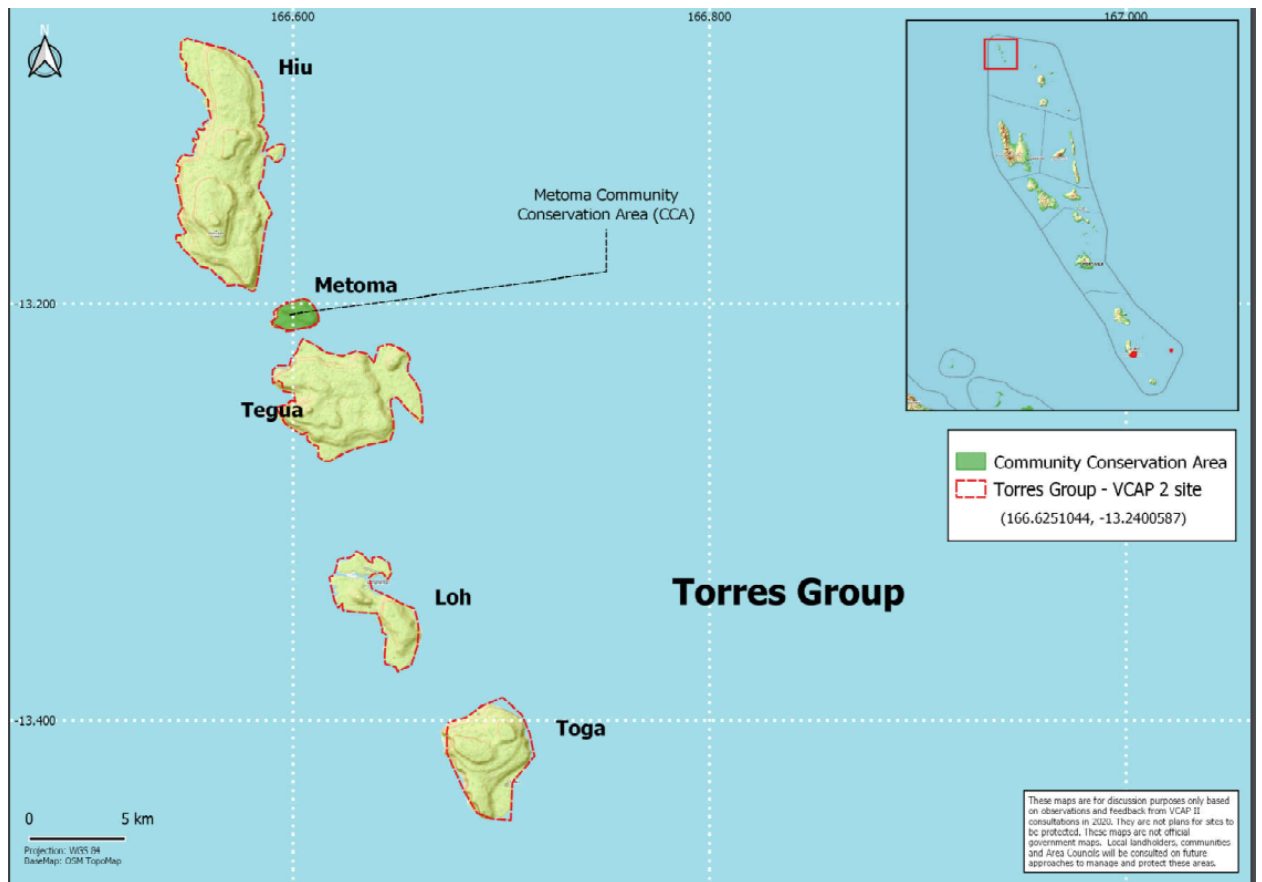 166.600
166.800
167.000
N
Hiu
Metoma Community
Conservation Area (CCA)
Metoma
-13.200
Tegua
Community Conservation Area
Torres Group - VCAP 2 site
(166.6251044, -13.2400587)
Loh
Torres Group
-13.400
Toga
0 5 km
Projection: WGS 84
BaseMap: OSM TopoMap
These maps are for discussion purposes only based
on observations and feedback from VCAP II
consultations in 2020. They are not plans for sites to
be protected. These maps are not official
government maps. Local landholders, communities
and Area Councils will be consulted on future
approaches to manage and protect these areas.